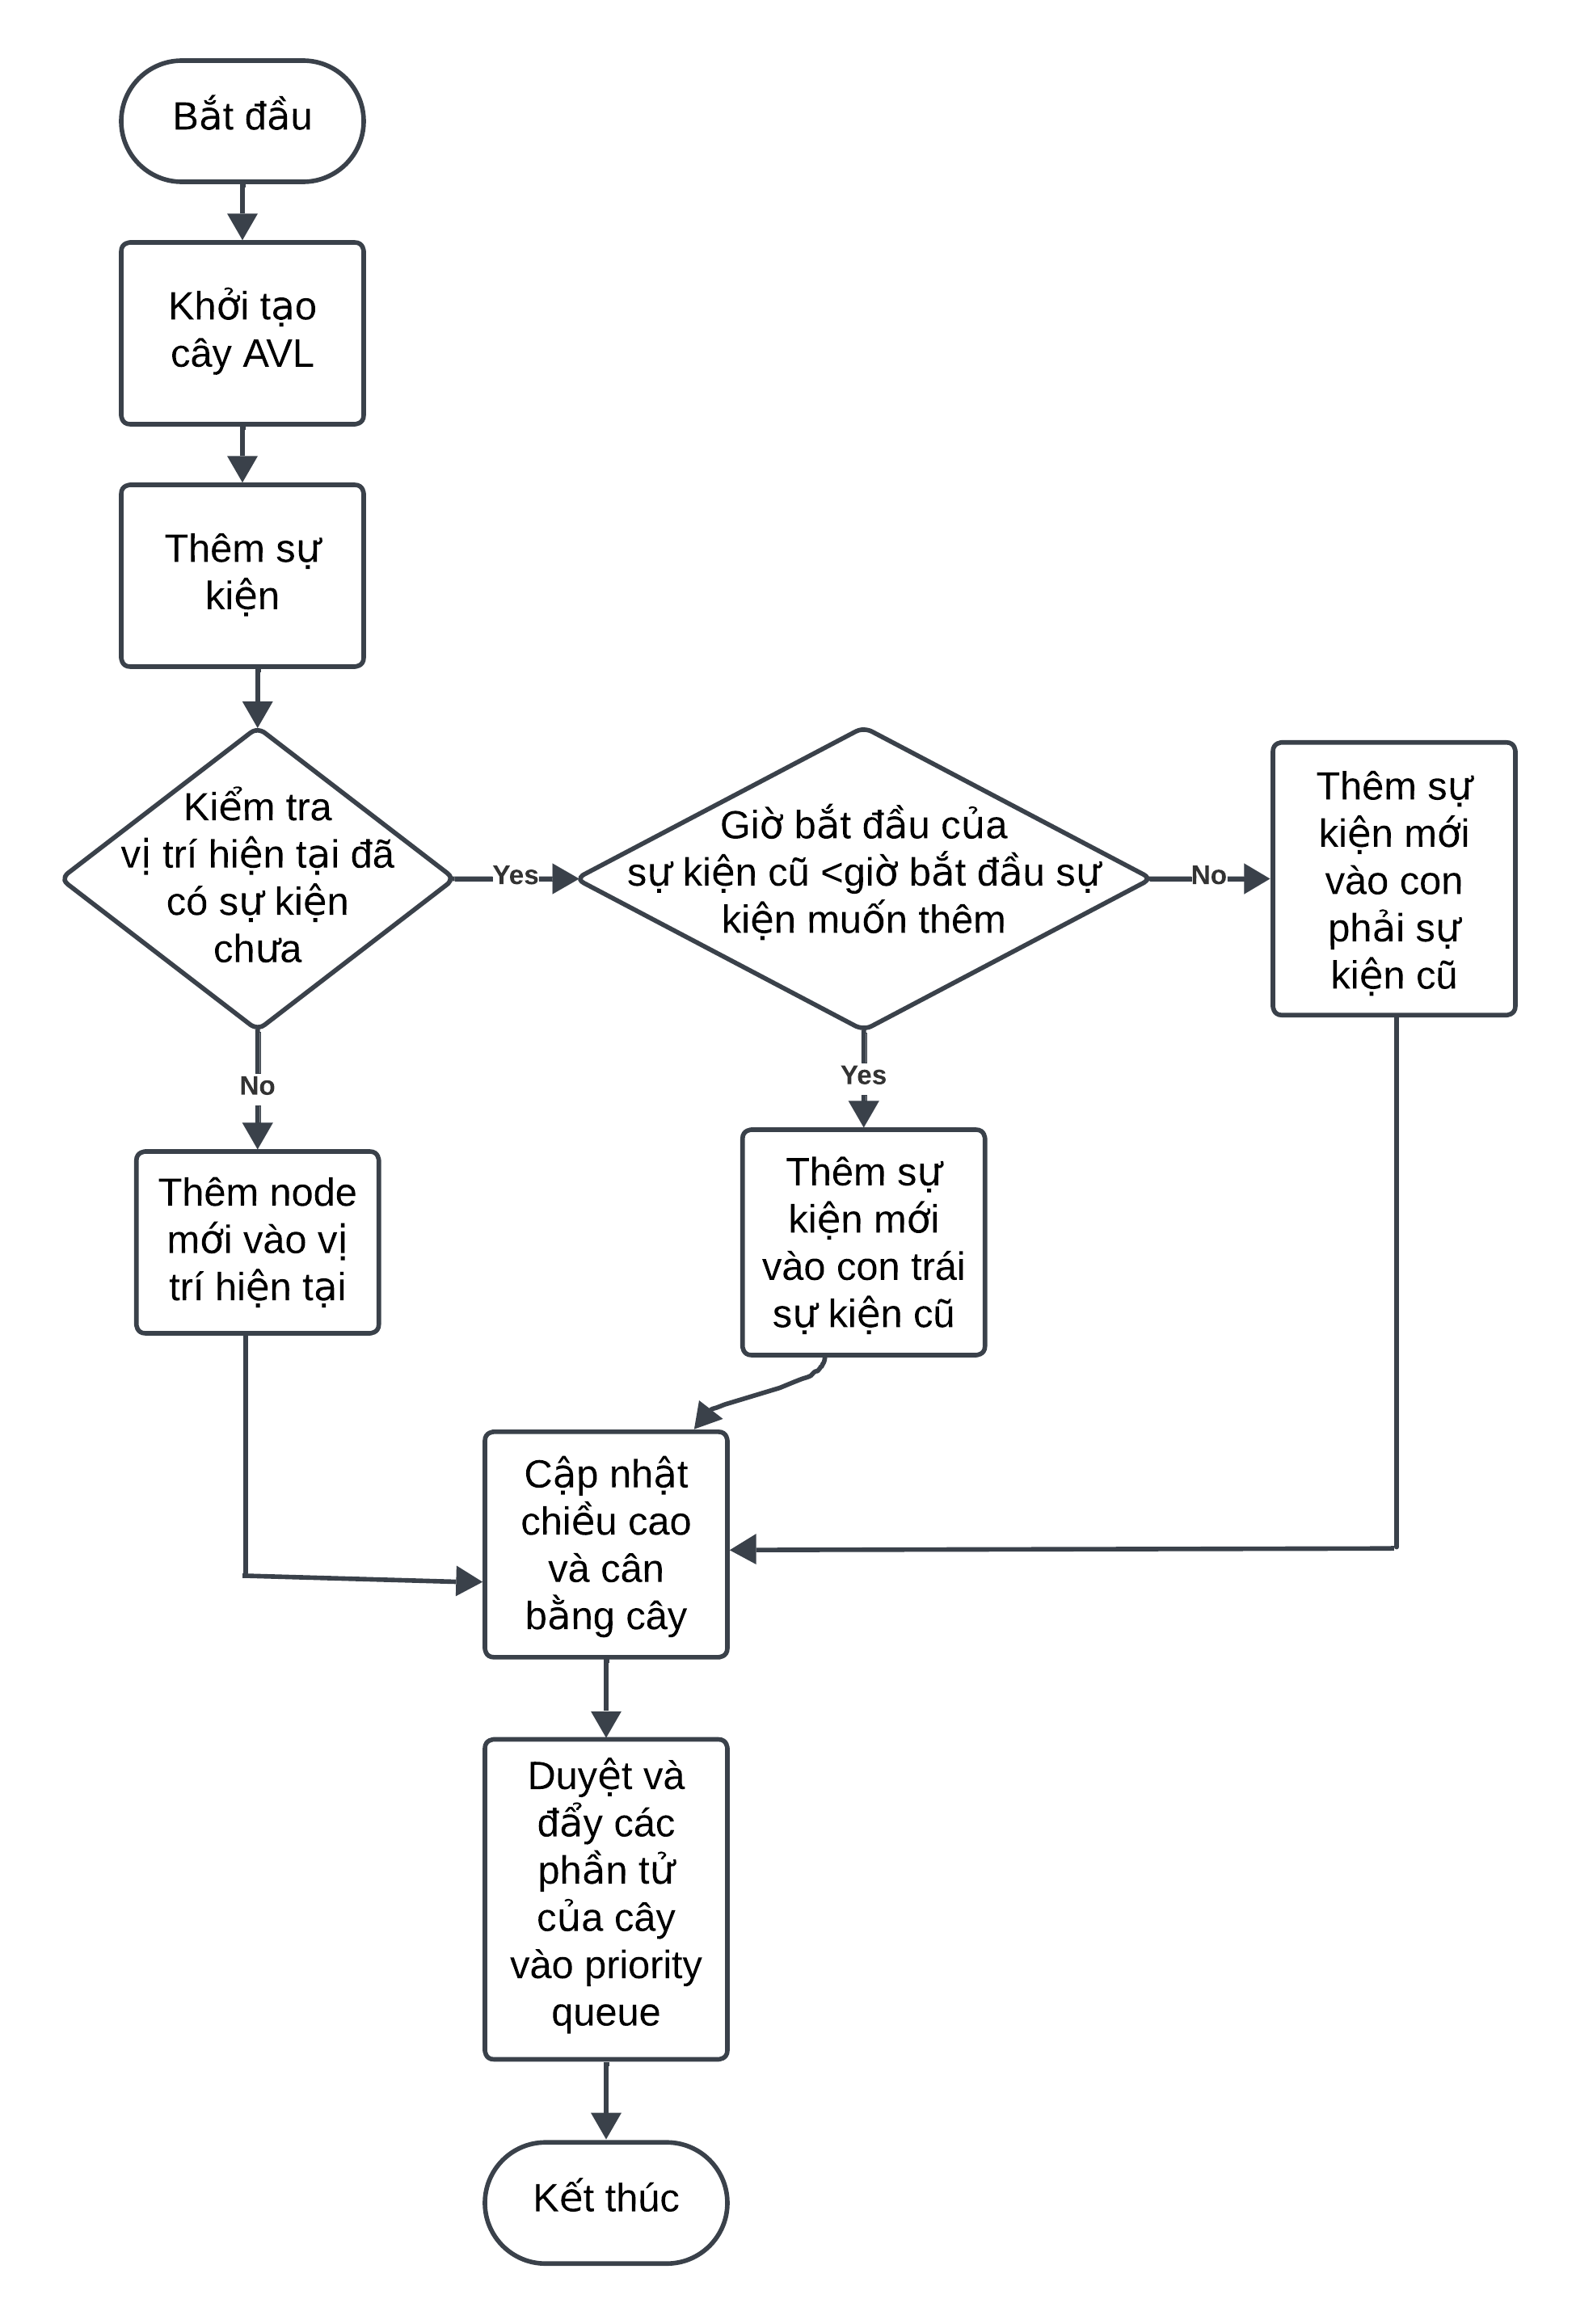 Bắt đầu
Khởi tạo
cây AVL
Thêm sự
kiện
Kiểm tra
vị trí hiện tại đã
có sự kiện
chưa
Yes
Giờ bắt đầu của
sự kiện cũ <giờ bắt đầu sự
kiện muốn thêm
No
Thêm sự
kiện mới
vào con
phải sự
kiện cũ
No
Yes
Thêm node
mới vào vị
trí hiện tại
Thêm sự
kiện mới
vào con trái
sự kiện cũ
Cập nhật
chiều cao
và cân
bằng cây
Duyệt và
đẩy các
phần tử
của cây
vào priority
queue
Kết thúc